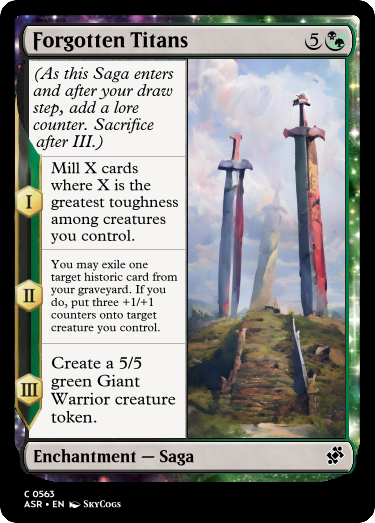 Forgotten Titans 5
(As this Saga enters
and after your draw
step, add a lore
counter. Sacrifice
after III.)
I
Mill X cards
where X is the
greatest toughness
among creatures
you control.
II
You may exile one
target historic card from
your graveyard. If you
do, put three +1/+1
counters onto target
creature you control.
III
Create a 5/5
green Giant
Warrior creature
token.
Enchantment — Saga
C 0563
ASR • EN SkyCogs